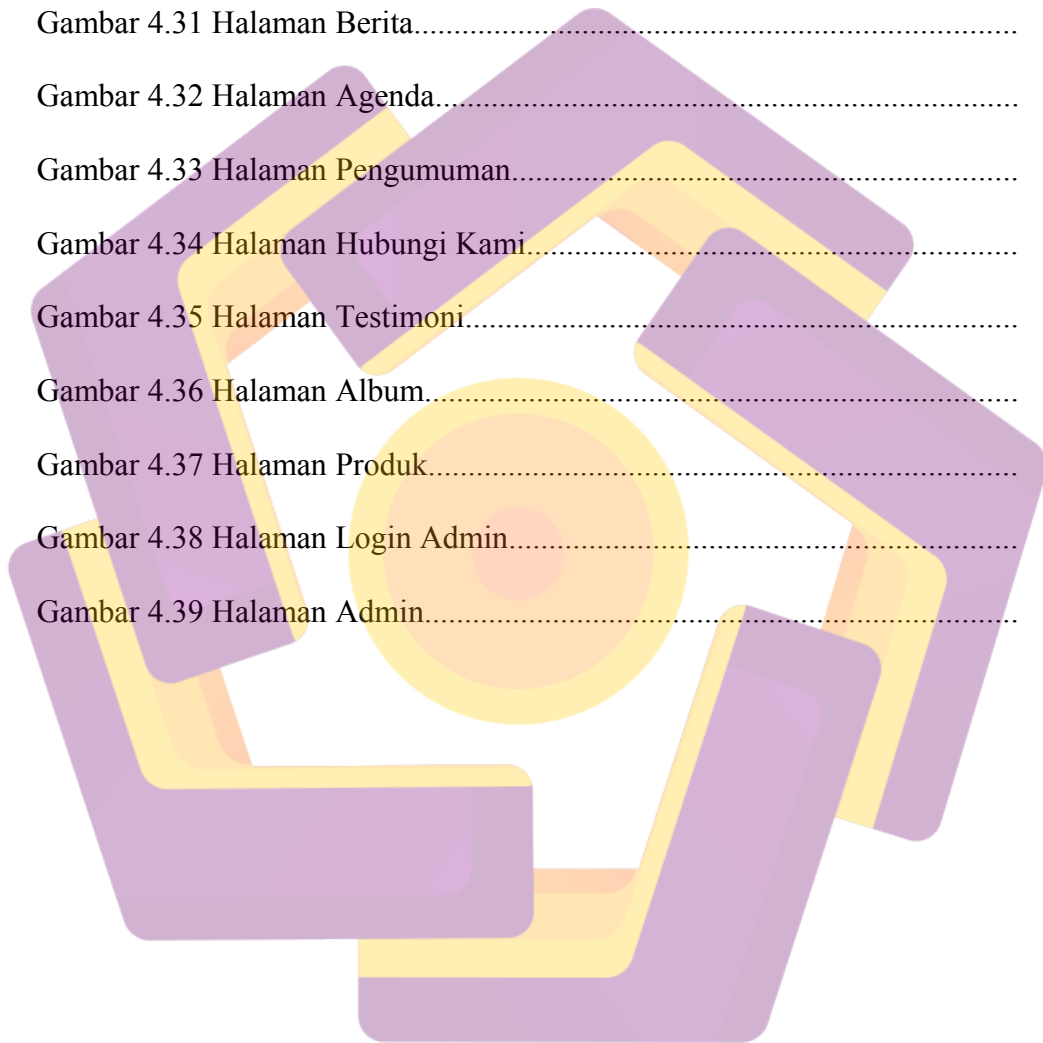 Gambar 4.31 Halaman Berita...........................................................................
Gambar 4.32 Halaman Agenda........................................................................
Gambar 4.33 Halaman Pengumuman...............................................................
Gambar 4.34 Halaman Hubungi Kami.............................................................
Gambar 4.35 Halaman Testimoni.....................................................................
Gambar 4.36 Halaman Album..........................................................................
Gambar 4.37 Halaman Produk.........................................................................
Gambar 4.38 Halaman Login Admin...............................................................
Gambar 4.39 Halaman Admin..........................................................................